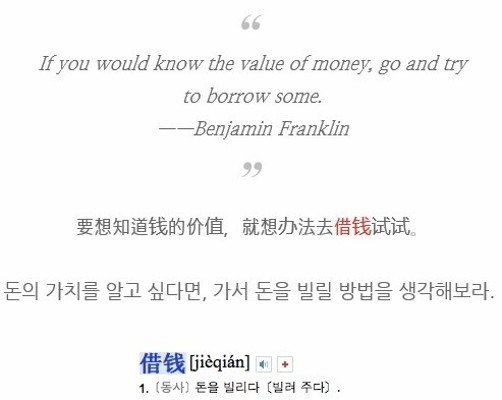 “
If you would know the value of money, go and try
to borrow some.
——Benjamin Franklin
”
要想知道钱的价值，就想办法去借钱试试。
돈의 가치를 알고 싶다면, 가서 돈을 빌릴 방법을 생각해보라.
借钱 [jièqián]
1. [동사] 돈을 빌리다〔빌려 주다〕.